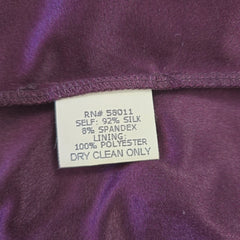 RN# 58011
SELF: 92% SILK
8% SPANDEX
LINING:
100% POLYESTER
DRY CLEAN ONLY